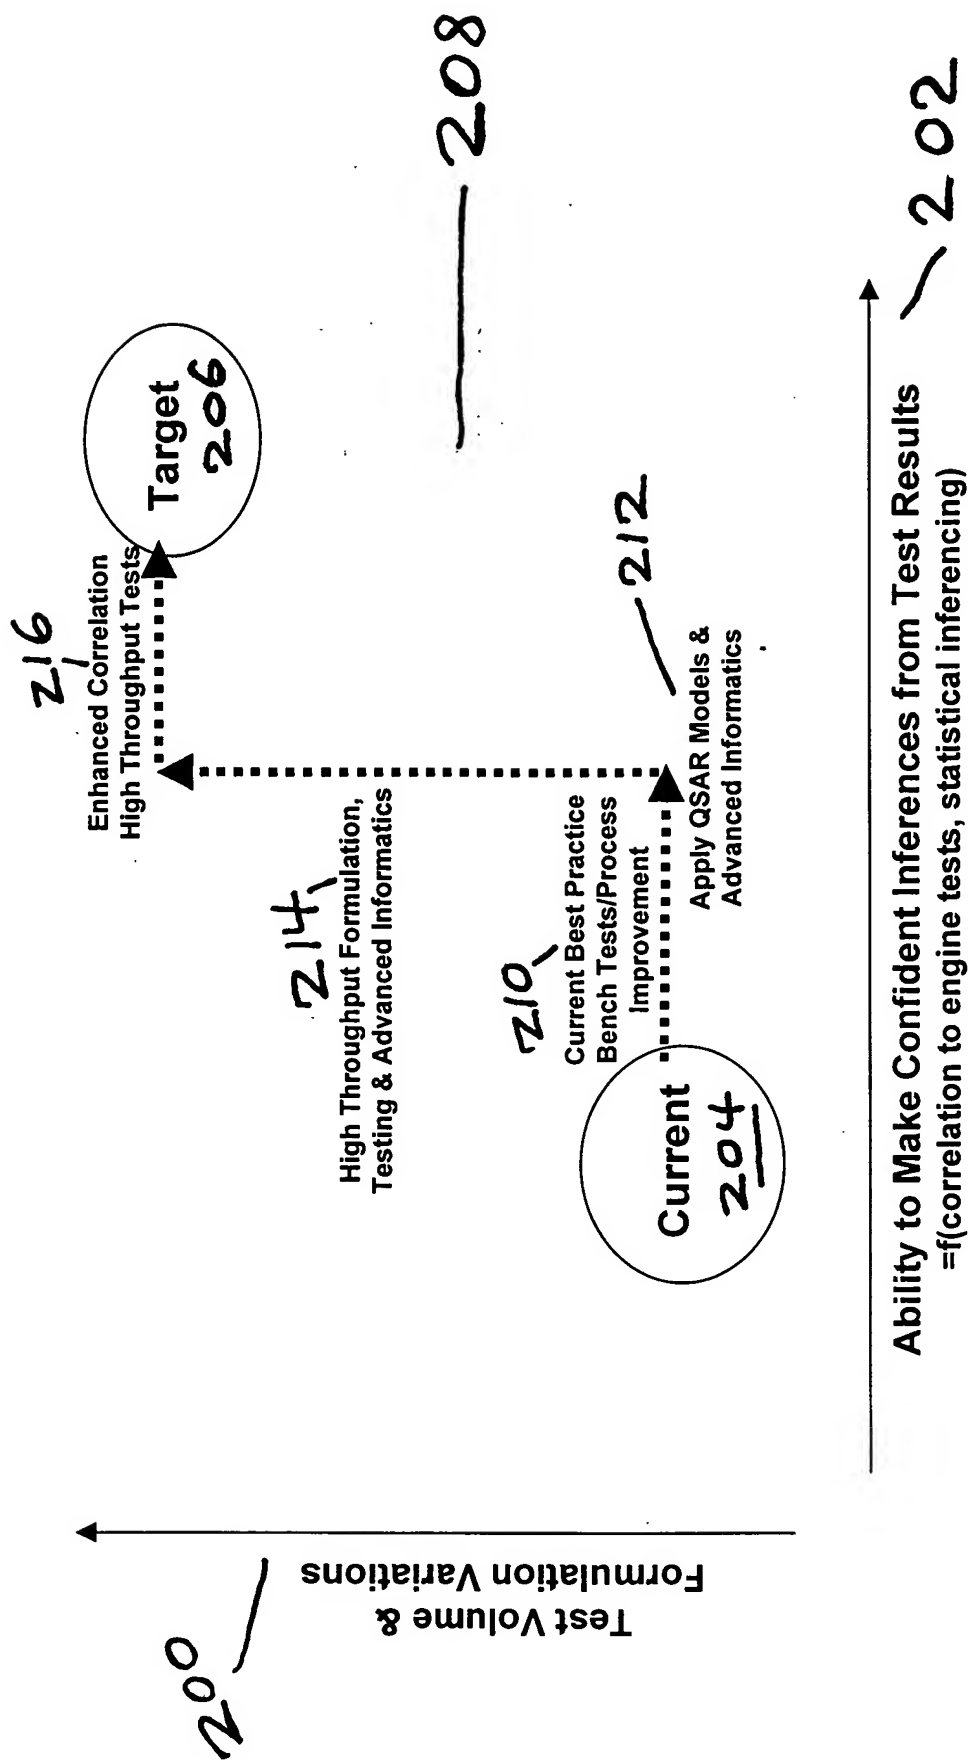 216
Enhanced Correlation
High Throughput Tests
Target
206
214
High Throughput Formulation,
Testing & Advanced Informatics
208
210
Current Best Practice
Bench Tests/Process
Improvement
212
Apply QSAR Models &
Advanced Informatics
Current
204
200
Test Volume &
Formulation Variations
Ability to Make Confident Inferences from Test Results
=f(correlation to engine tests, statistical inferencing)
202